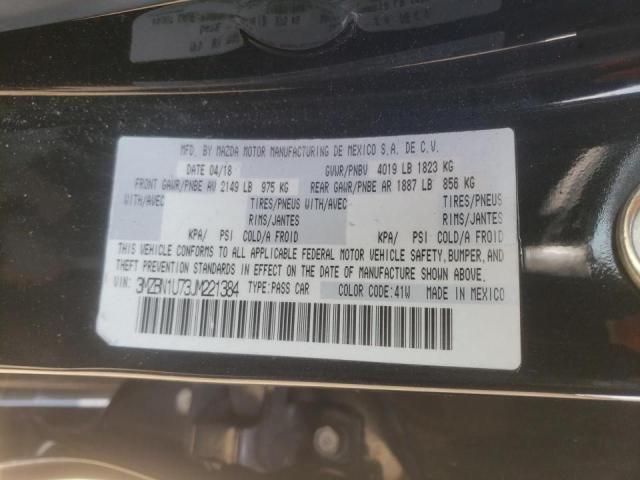 MFD. BY MAZDA MOTOR MANUFACTURING DE MEXICO S.A. DE C.V.
DATE 04/18 GVWR/PNBV 4019 LB 1823 KG
FRONT GAWR/PNBE AV 2149 LB 975 KG REAR GAWR/PNBE AR 1887 LB 856 KG
WITH/AVEC TIRES/PNEUS WITH/AVEC TIRES/PNEUS
RIMS/JANTES RIMS/JANTES
KPA/ PSI COLD/A FROID KPA/ PSI COLD/A FROID
THIS VEHICLE CONFORMS TO ALL APPLICABLE FEDERAL MOTOR VEHICLE SAFETY, BUMPER, AND
THEFT PREVENTION STANDARDS IN EFFECT ON THE DATE OF MANUFACTURE SHOWN ABOVE.
VIN: 3MZBN1U73JM221384 TYPE:PASS CAR COLOR CODE:41W MADE IN MEXICO